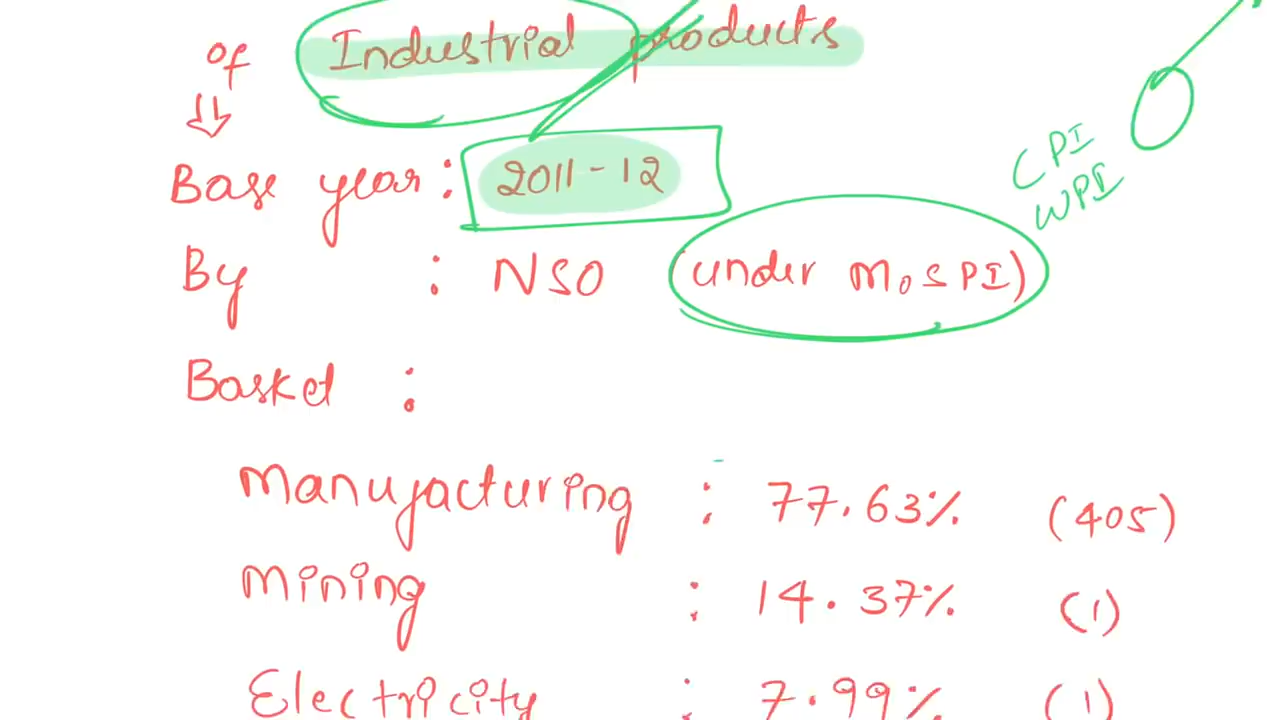 of Industrial products
Base year : 2011-12
CPI
WPI
By : NSO (under MoSPI)
Basket :
Manufacturing : 77.63% (405)
Mining : 14.37% (1)
Electricity : 7.99% (1)